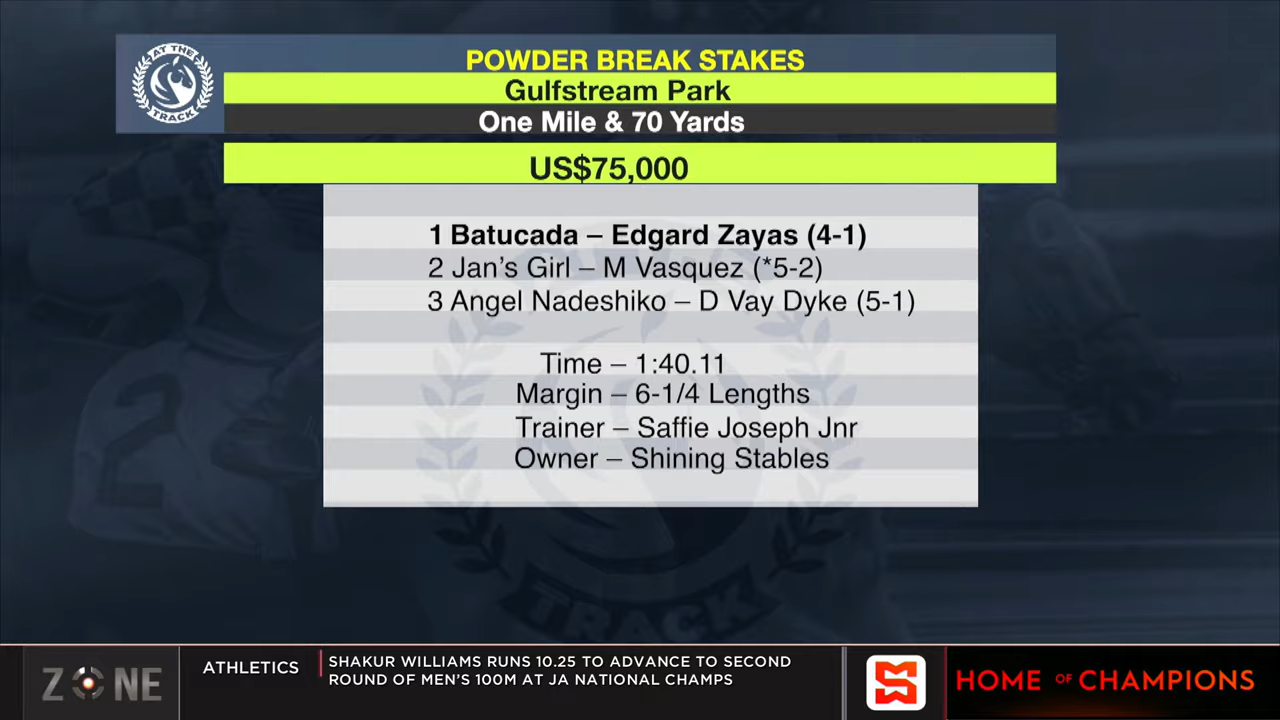 AT THE
TRACK
POWDER BREAK STAKES
Gulfstream Park
One Mile & 70 Yards
US$75,000
1 Batucada – Edgard Zayas (4-1)
2 Jan's Girl – M Vasquez (*5-2)
3 Angel Nadeshiko – D Vay Dyke (5-1)
Time – 1:40.11
Margin – 6-1/4 Lengths
Trainer – Saffie Joseph Jnr
Owner – Shining Stables
TRACK
2
ZONE
ATHLETICS
SHAKUR WILLIAMS RUNS 10.25 TO ADVANCE TO SECOND
ROUND OF MEN'S 100M AT JA NATIONAL CHAMPS
HOME OF CHAMPIONS